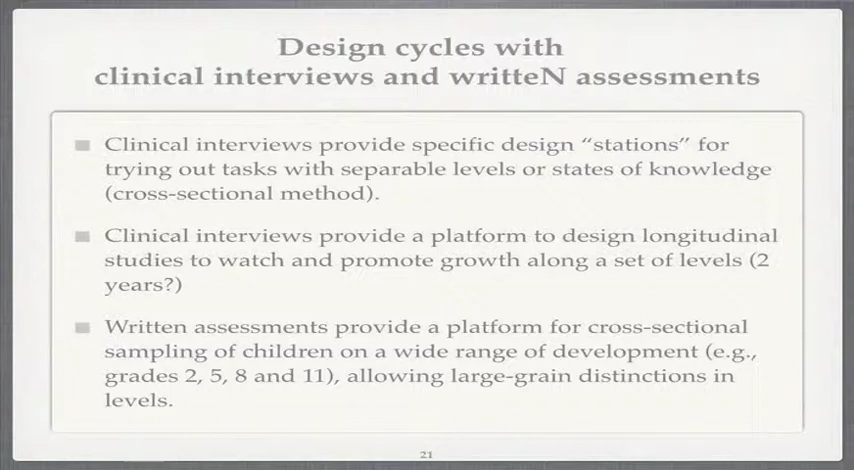 Design cycles with
clinical interviews and writteN assessments
Clinical interviews provide specific design “stations” for
trying out tasks with separable levels or states of knowledge
(cross-sectional method).
Clinical interviews provide a platform to design longitudinal
studies to watch and promote growth along a set of levels (2
years?)
Written assessments provide a platform for cross-sectional
sampling of children on a wide range of development (e.g.,
grades 2, 5, 8 and 11), allowing large-grain distinctions in
levels.
21